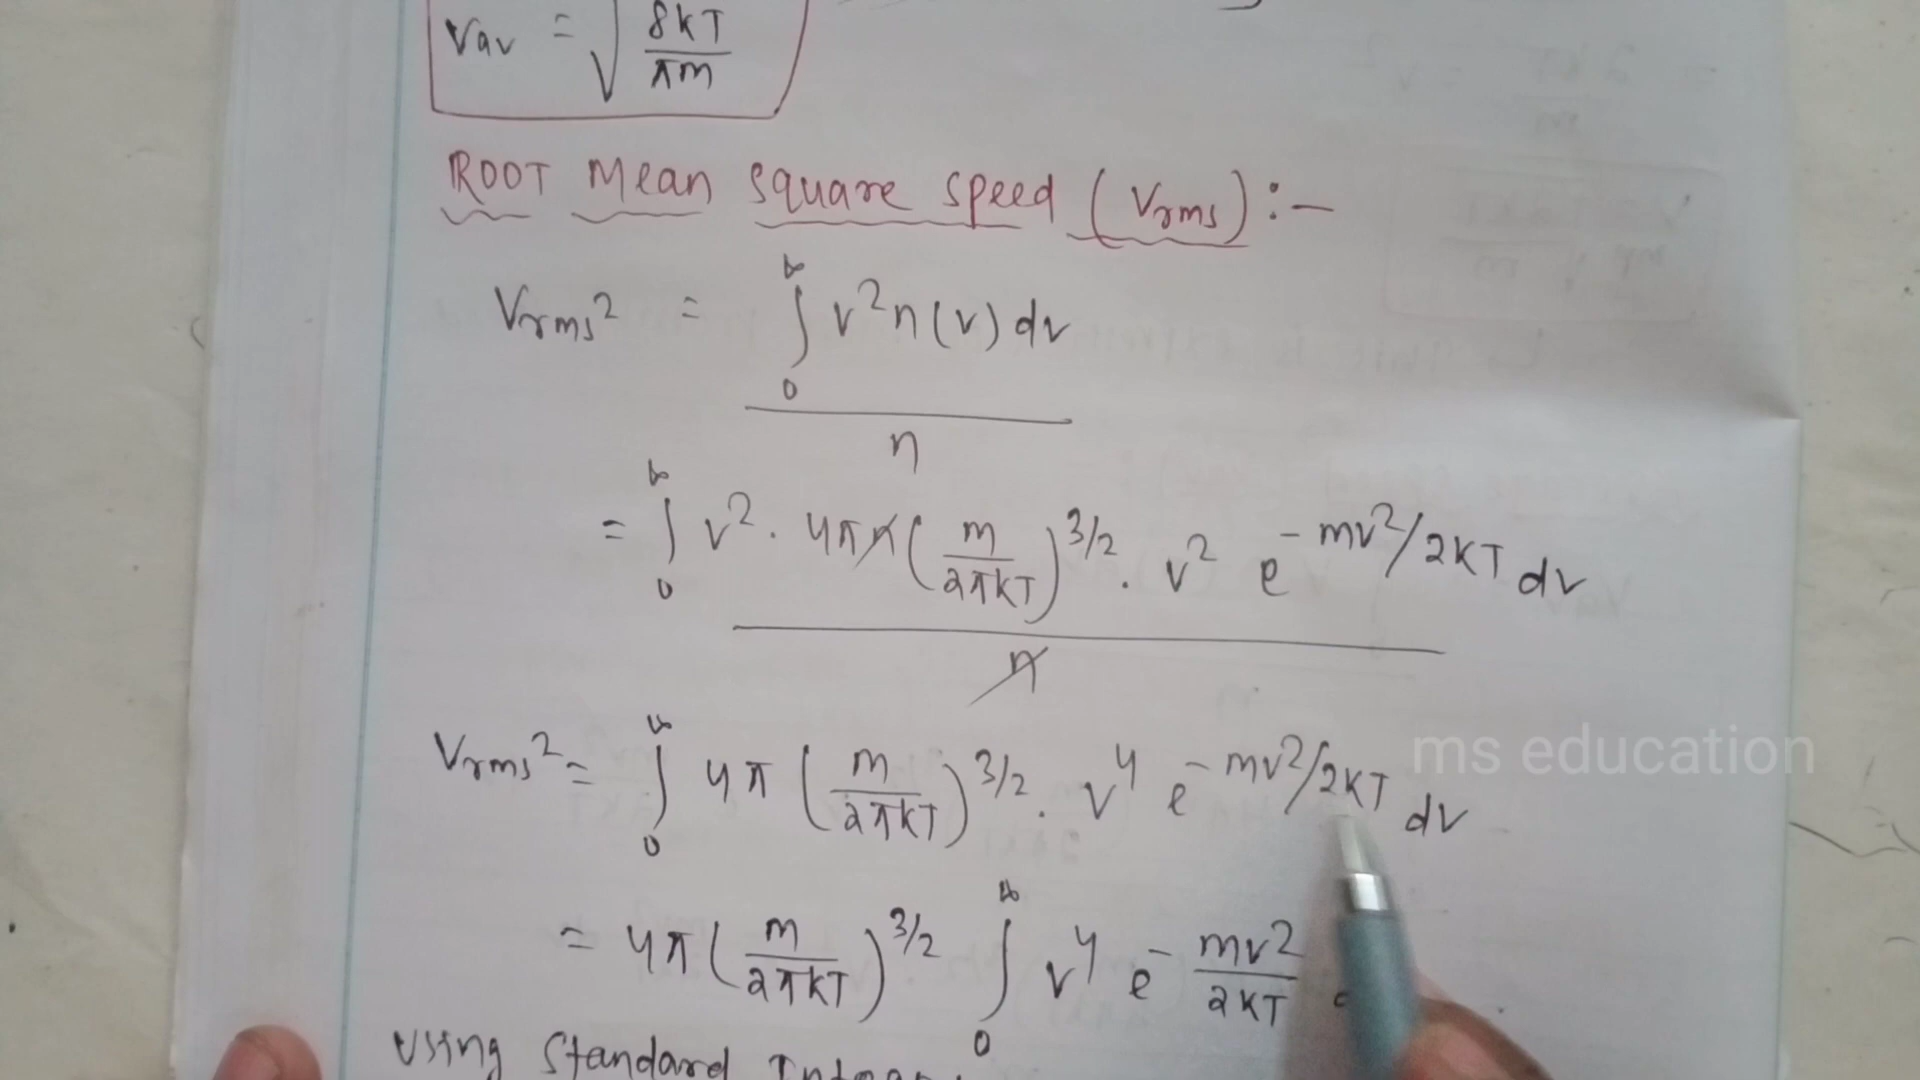 Vav = √ 8kT / πm
ROOT Mean square speed (Vrms) :-
Vrms² = ∫₀^∞ v² n(v) dv / n
= ∫₀^∞ v² . 4πn (m / 2πkT)^3/2 . v² e^-mv²/2kT dv / n
Vrms² = ∫₀^∞ 4π (m / 2πkT)^3/2 . v⁴ e^-mv²/2kT dv
ms education
= 4π (m / 2πkT)^3/2 ∫₀^∞ v⁴ e^-mv²/2kT
Using Standard